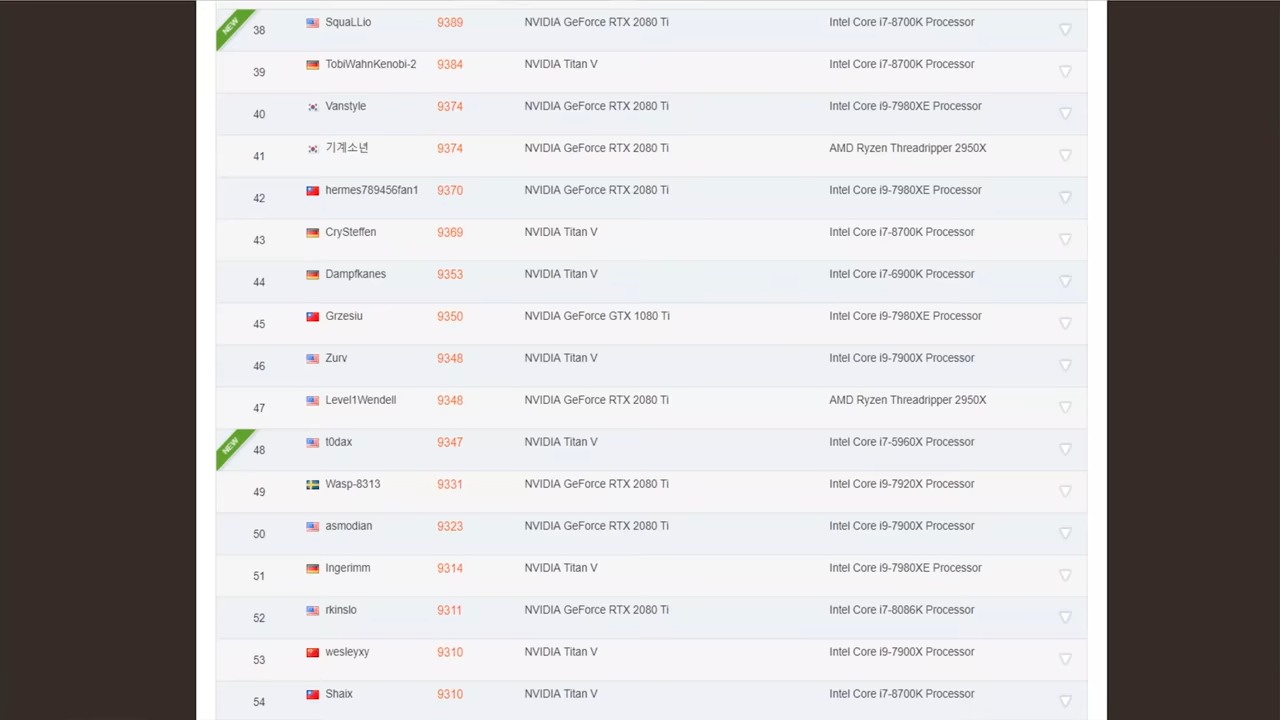 NEW 38 SquaLLio 9389 NVIDIA GeForce RTX 2080 Ti Intel Core i7-8700K Processor
39 TobiWahnKenobi-2 9384 NVIDIA Titan V Intel Core i7-8700K Processor
40 Vanstyle 9374 NVIDIA GeForce RTX 2080 Ti Intel Core i9-7980XE Processor
41 기계소년 9374 NVIDIA GeForce RTX 2080 Ti AMD Ryzen Threadripper 2950X
42 hermes789456fan1 9370 NVIDIA GeForce RTX 2080 Ti Intel Core i9-7980XE Processor
43 CrySteffen 9369 NVIDIA Titan V Intel Core i7-8700K Processor
44 Dampfkanes 9353 NVIDIA Titan V Intel Core i7-6900K Processor
45 Grzesiu 9350 NVIDIA GeForce GTX 1080 Ti Intel Core i9-7980XE Processor
46 Zurv 9348 NVIDIA Titan V Intel Core i9-7900X Processor
47 Level1Wendell 9348 NVIDIA GeForce RTX 2080 Ti AMD Ryzen Threadripper 2950X
NEW 48 t0dax 9347 NVIDIA Titan V Intel Core i7-5960X Processor
49 Wasp-8313 9331 NVIDIA GeForce RTX 2080 Ti Intel Core i9-7920X Processor
50 asmodian 9323 NVIDIA GeForce RTX 2080 Ti Intel Core i9-7900X Processor
51 Ingerimm 9314 NVIDIA Titan V Intel Core i9-7980XE Processor
52 rkinslo 9311 NVIDIA GeForce RTX 2080 Ti Intel Core i7-8086K Processor
53 wesleyxy 9310 NVIDIA Titan V Intel Core i9-7900X Processor
54 Shaix 9310 NVIDIA Titan V Intel Core i7-8700K Processor